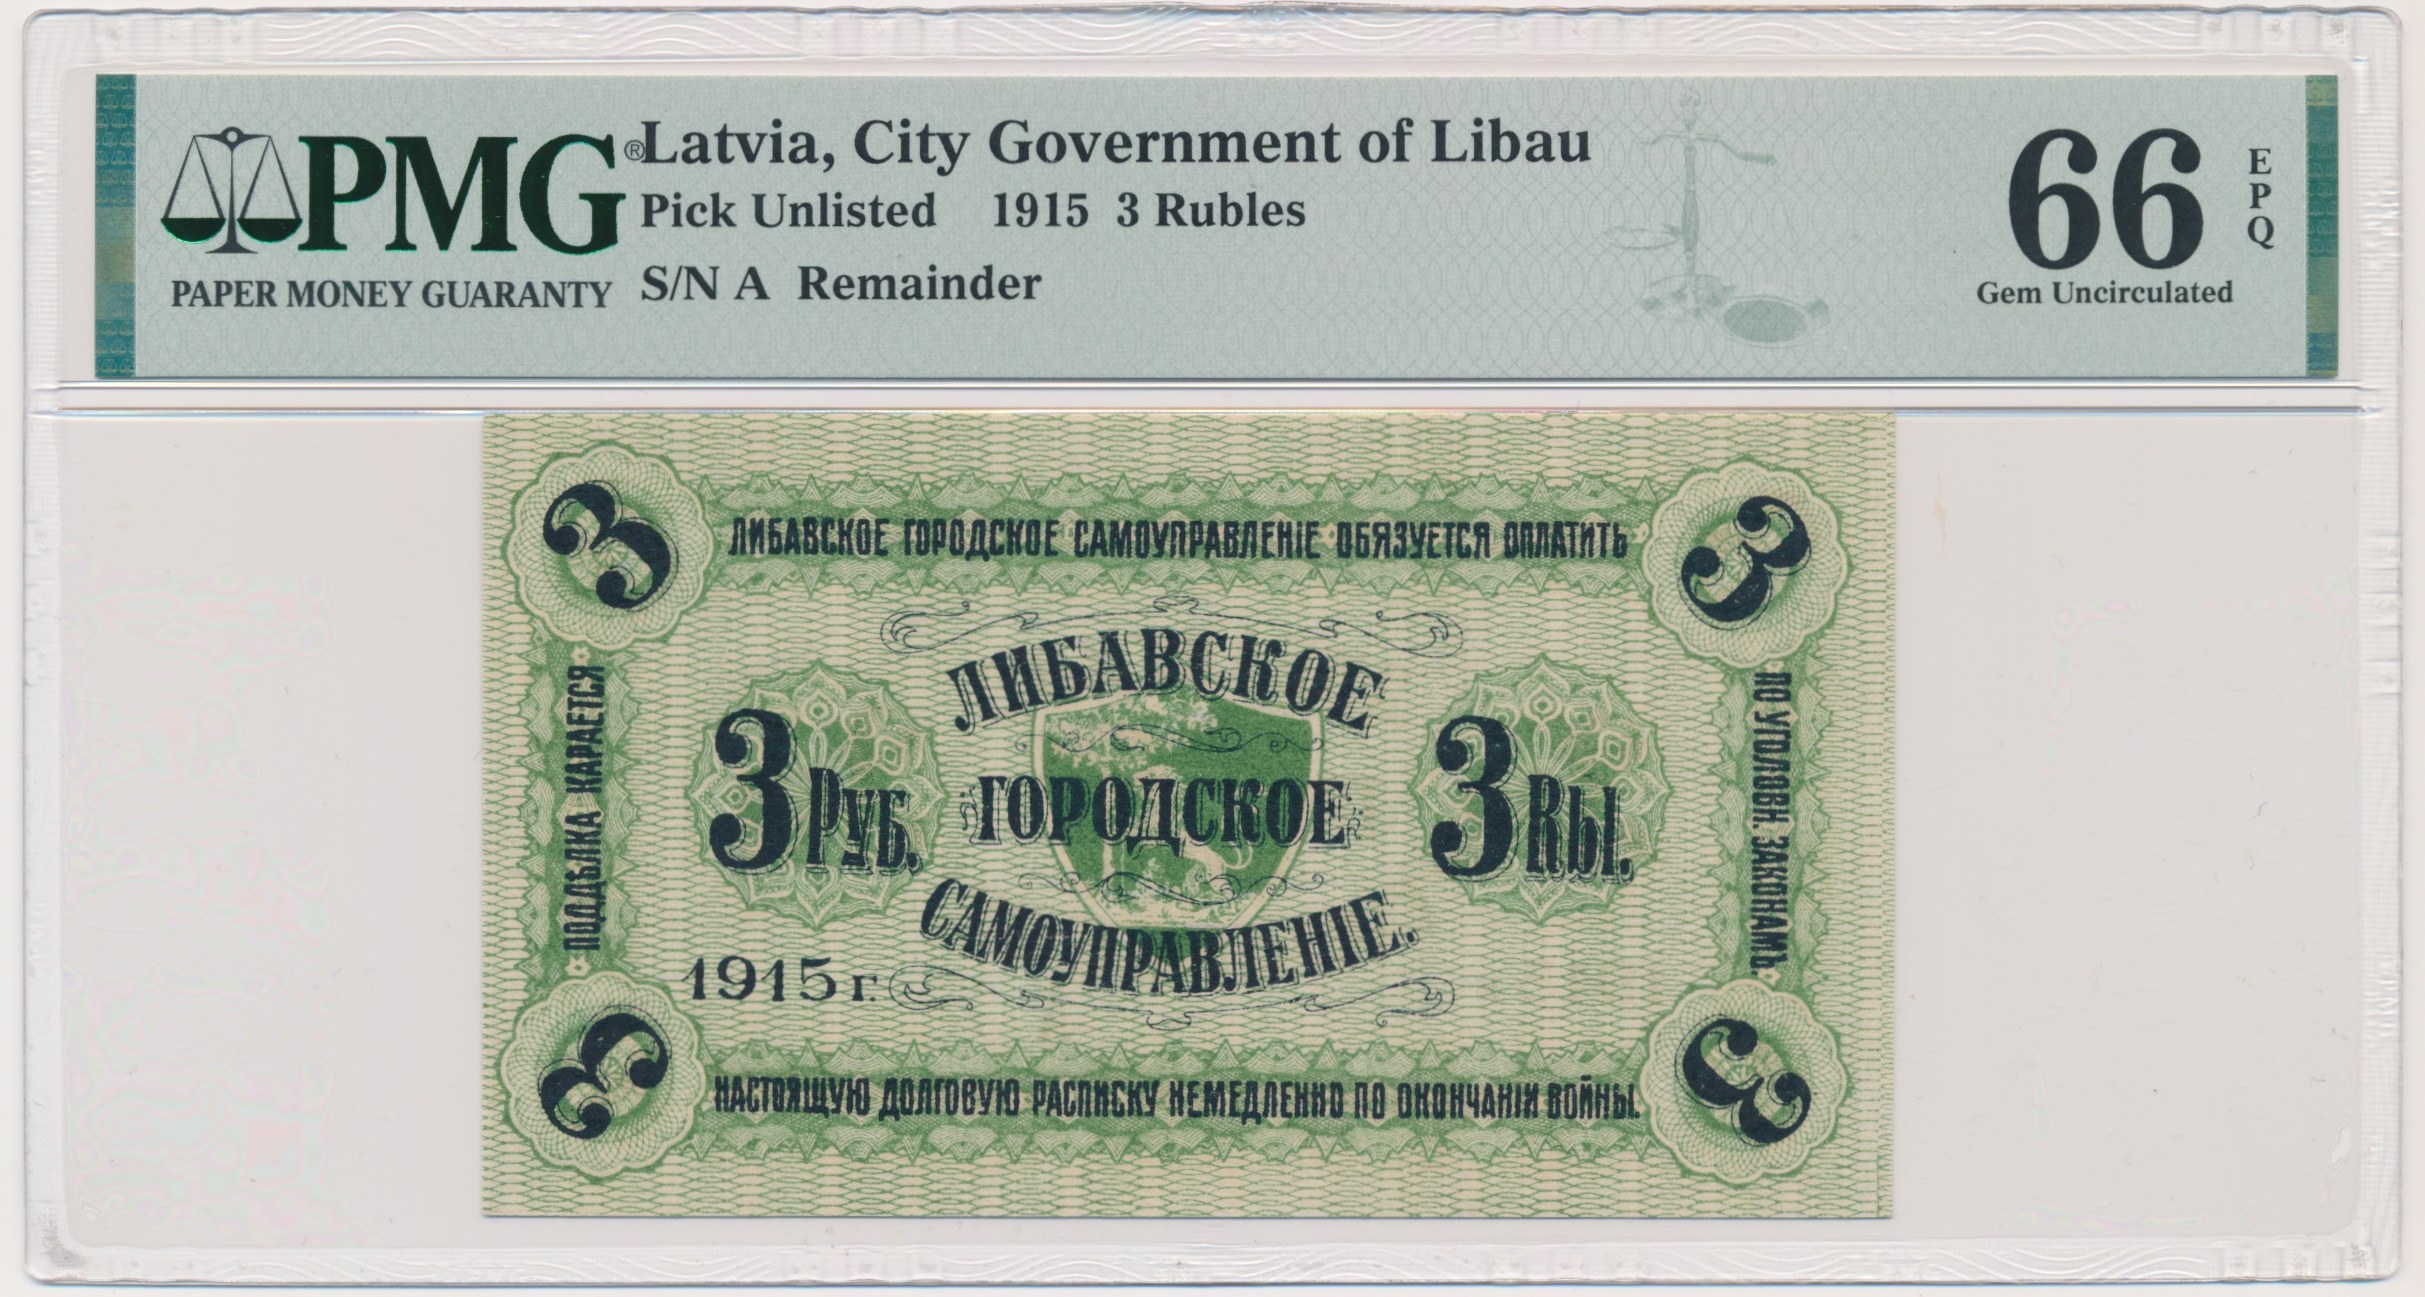 PMG®
PAPER MONEY GUARANTY
Latvia, City Government of Libau
Pick Unlisted 1915 3 Rubles
S/N A Remainder
66
EPQ
Gem Uncirculated
3
3
ЛИБАВСКОЕ ГОРОДСКОЕ САМОУПРАВЛЕНІЕ ОБЯЗУЕТСЯ ОПЛАТИТЬ
ПОДДѢЛКА КАРАЕТСЯ
ПО УГОЛОВН. ЗАКОНАМЪ.
ЛИБАВСКОЕ
ГОРОДСКОЕ
САМОУПРАВЛЕНІЕ.
3 РУБ.
3 Rbl.
1915 г.
НАСТОЯЩУЮ ДОЛГОВУЮ РАСПИСКУ НЕМЕДЛЕННО ПО ОКОНЧАНІИ ВОЙНЫ.
3
3